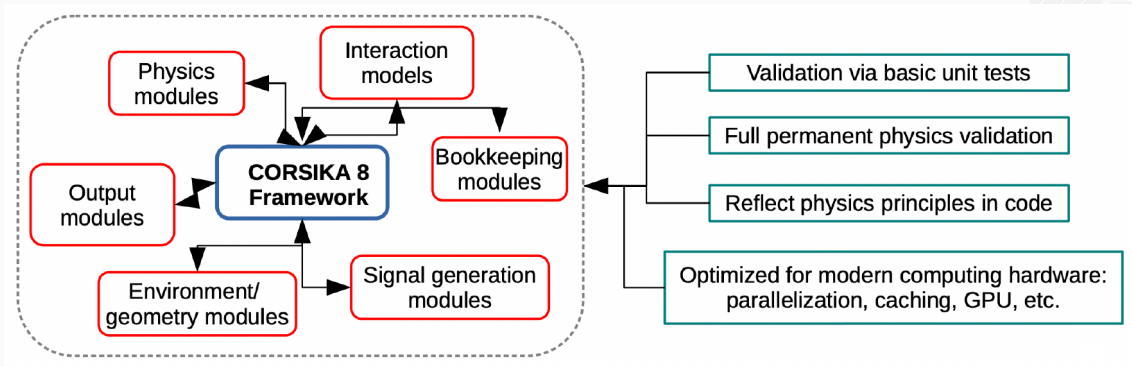 Physics
modules
Interaction
models
Bookkeeping
modules
CORSIKA 8
Framework
Output
modules
Environment/
geometry modules
Signal generation
modules
Validation via basic unit tests
Full permanent physics validation
Reflect physics principles in code
Optimized for modern computing hardware:
parallelization, caching, GPU, etc.